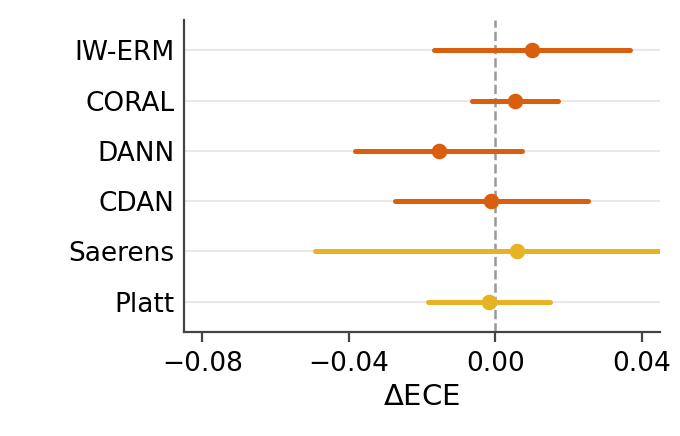 IW-ERM
CORAL
DANN
CDAN
Saerens
Platt
−0.08 −0.04 0.00 0.04
ΔECE